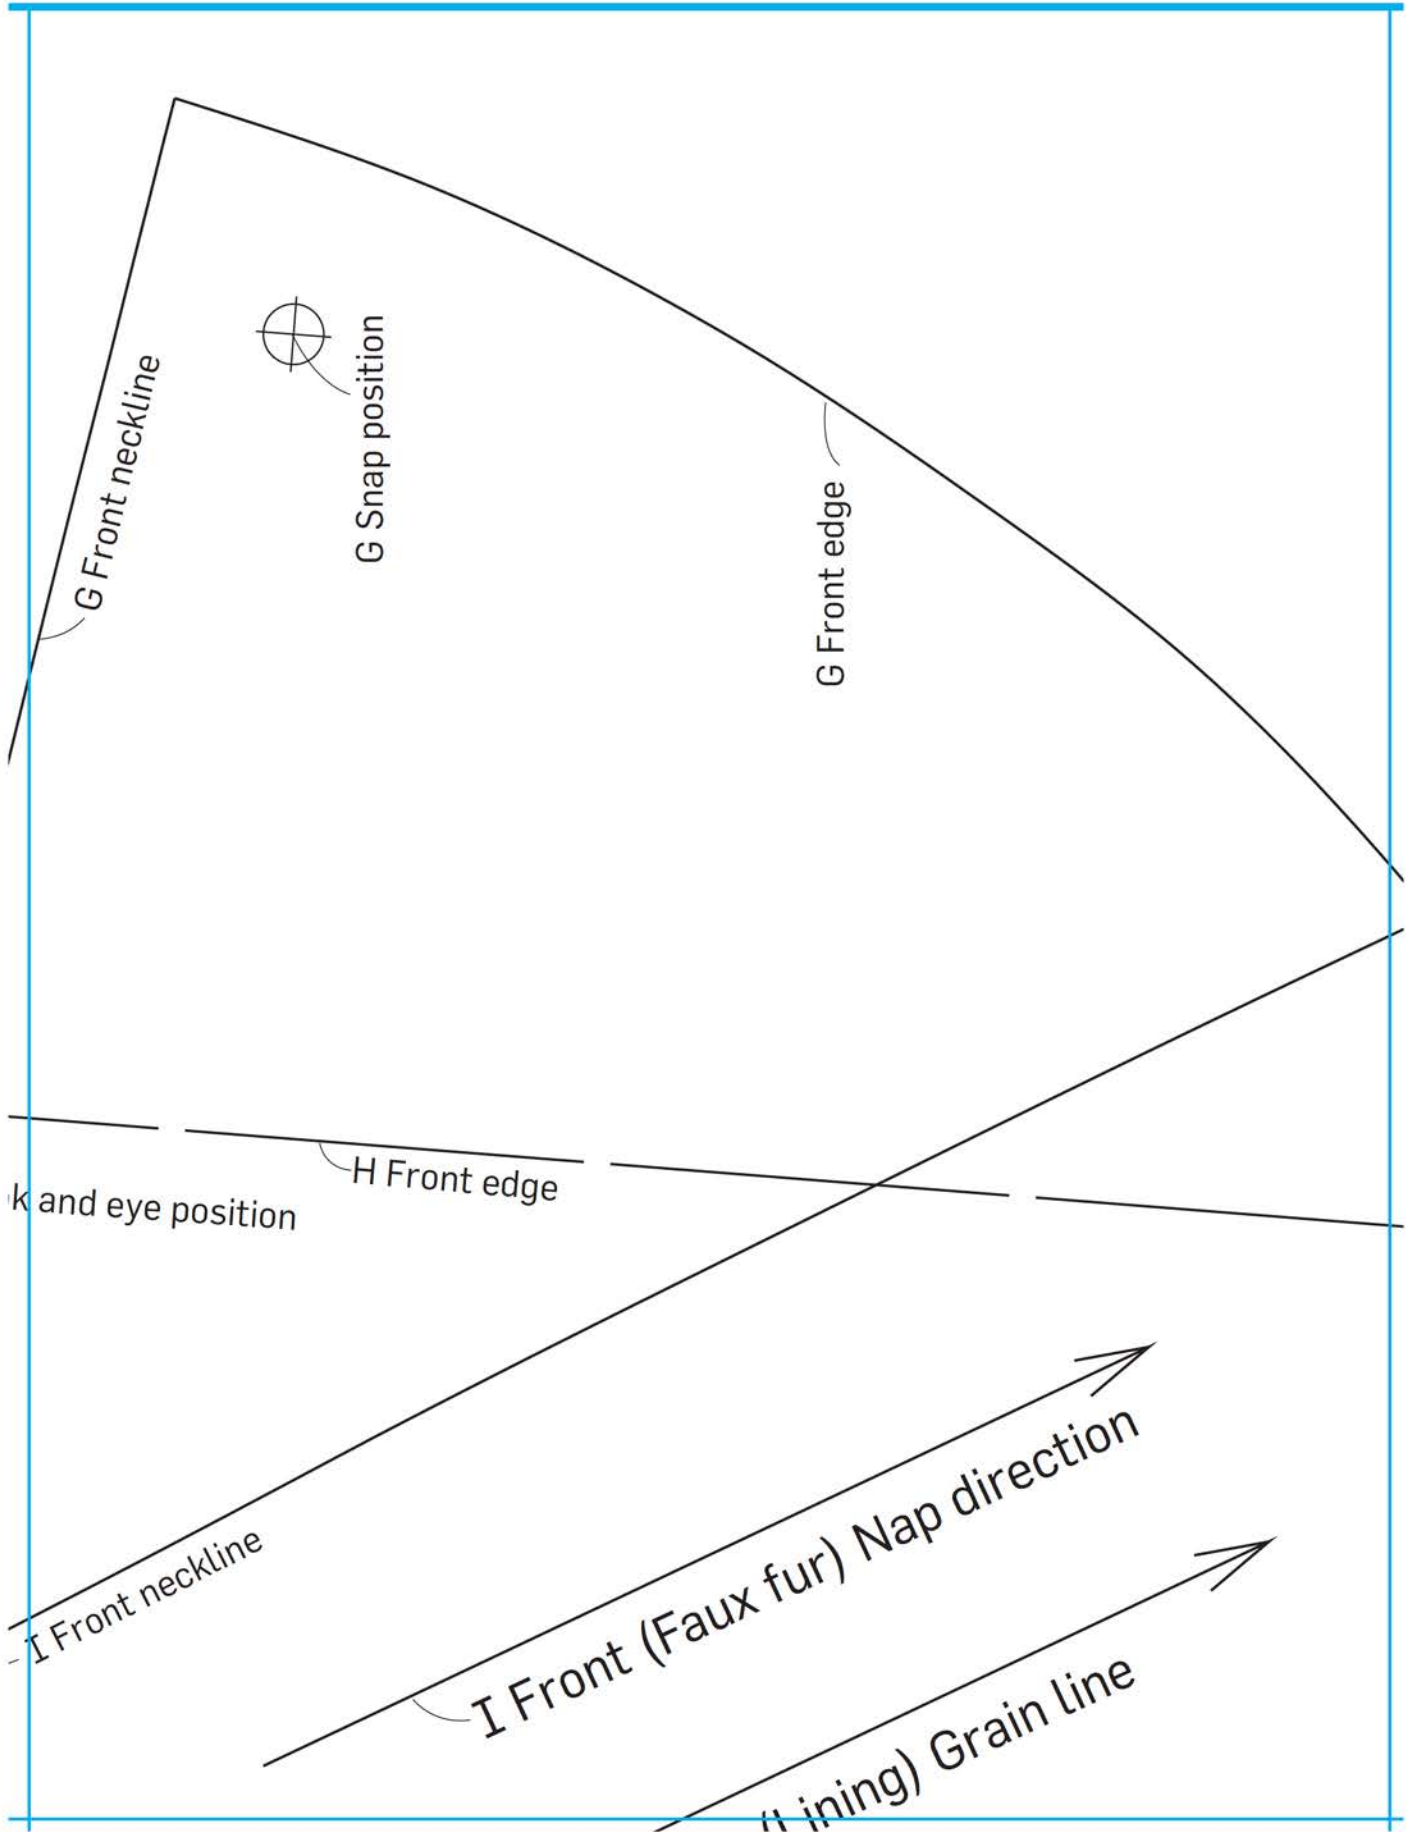 G Front neckline
G Snap position
G Front edge
H Front edge
and eye position
I Front neckline
I Front (Faux fur) Nap direction
(Lining) Grain line